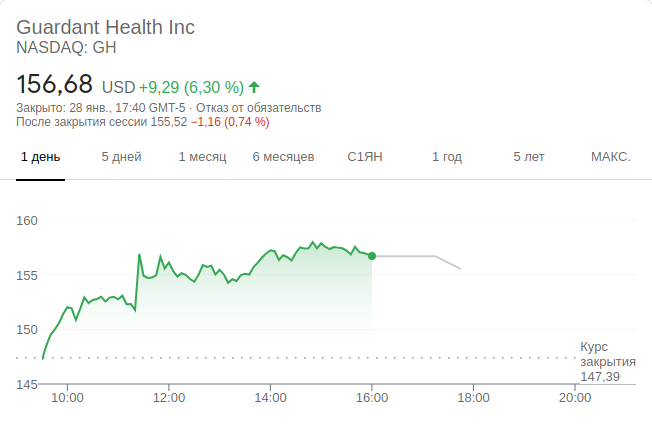 Guardant Health Inc
NASDAQ: GH
156,68 USD +9,29 (6,30 %)
Закрыто: 28 янв., 17:40 GMT-5 · Отказ от обязательств
После закрытия сессии 155,52 −1,16 (0,74 %)
1 день 5 дней 1 месяц 6 месяцев С1ЯН 1 год 5 лет МАКС.
160
155
150
Курс
закрытия
147,39
145
10:00 12:00 14:00 16:00 18:00 20:00